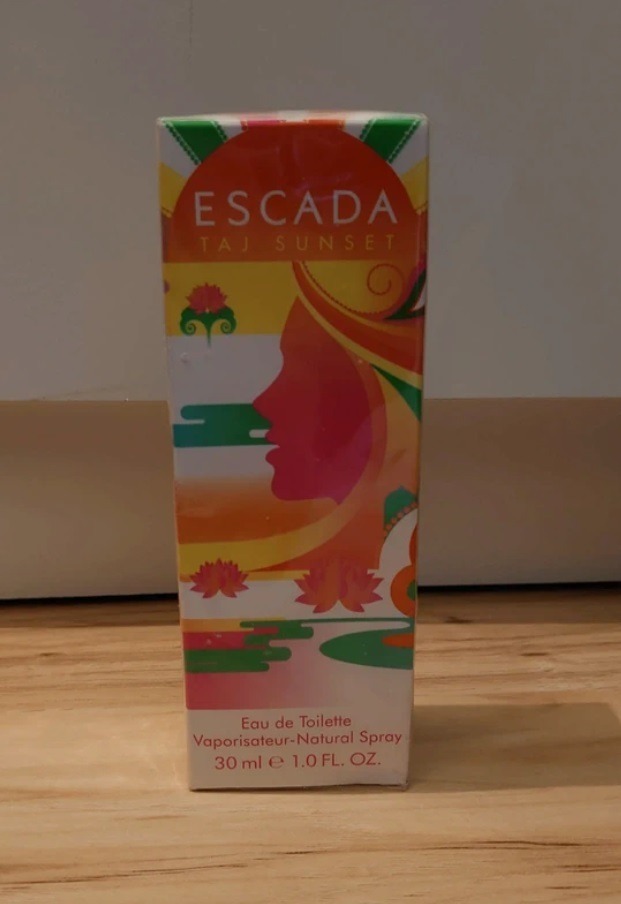 ESCADA
TAJ SUNSET
Eau de Toilette
Vaporisateur-Natural Spray
30 ml ℮ 1.0 FL. OZ.